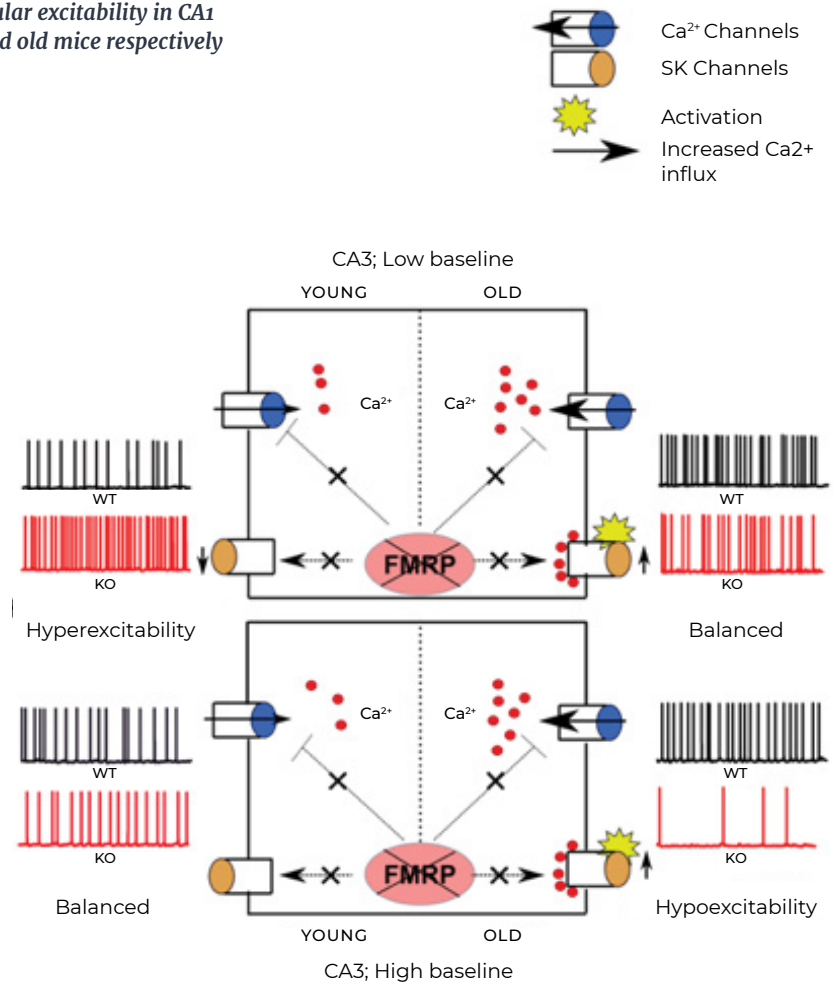 ular excitability in CA1
d old mice respectively
Ca²⁺ Channels
SK Channels
Activation
Increased Ca2+
influx
CA3; Low baseline
YOUNG OLD
Ca²⁺ Ca²⁺
WT WT
FMRP
KO KO
Hyperexcitability Balanced
Ca²⁺ Ca²⁺
WT WT
KO KO
FMRP
Balanced Hypoexcitability
YOUNG OLD
CA3; High baseline